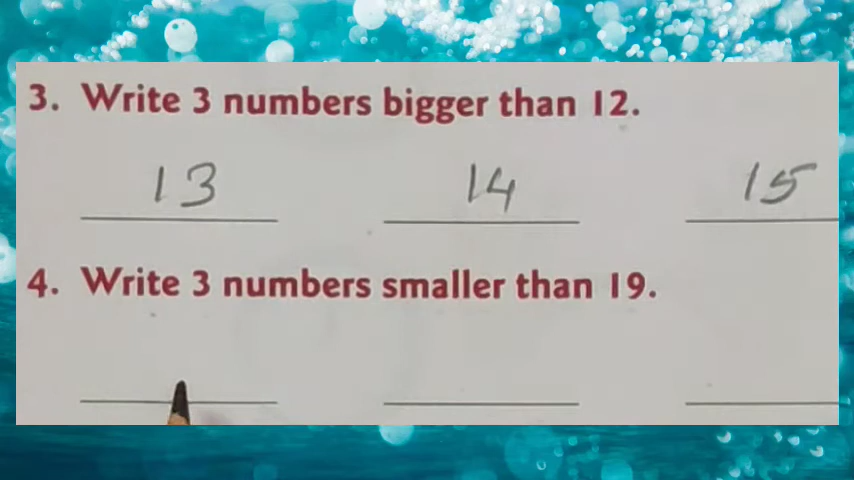 3. Write 3 numbers bigger than 12.
13 14 15
4. Write 3 numbers smaller than 19.